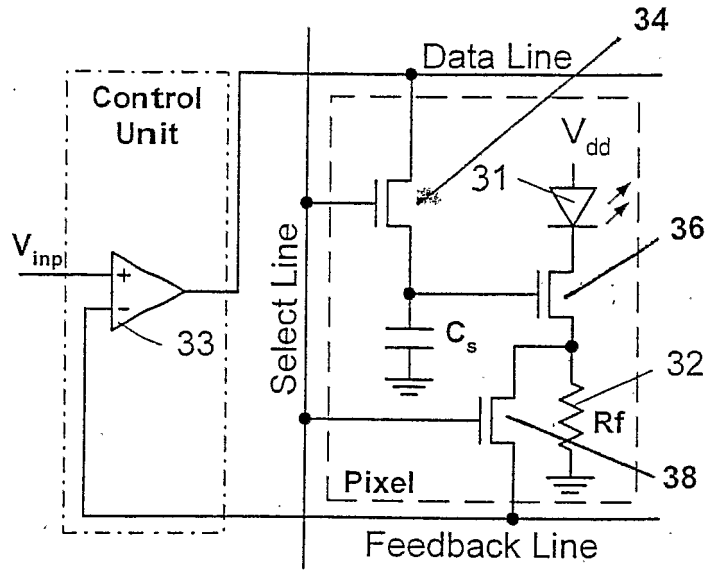 34
Data Line
Control
Unit
V_dd
31
36
V_inp
+
-
33
Select Line
C_s
32
Rf
38
Pixel
Feedback Line